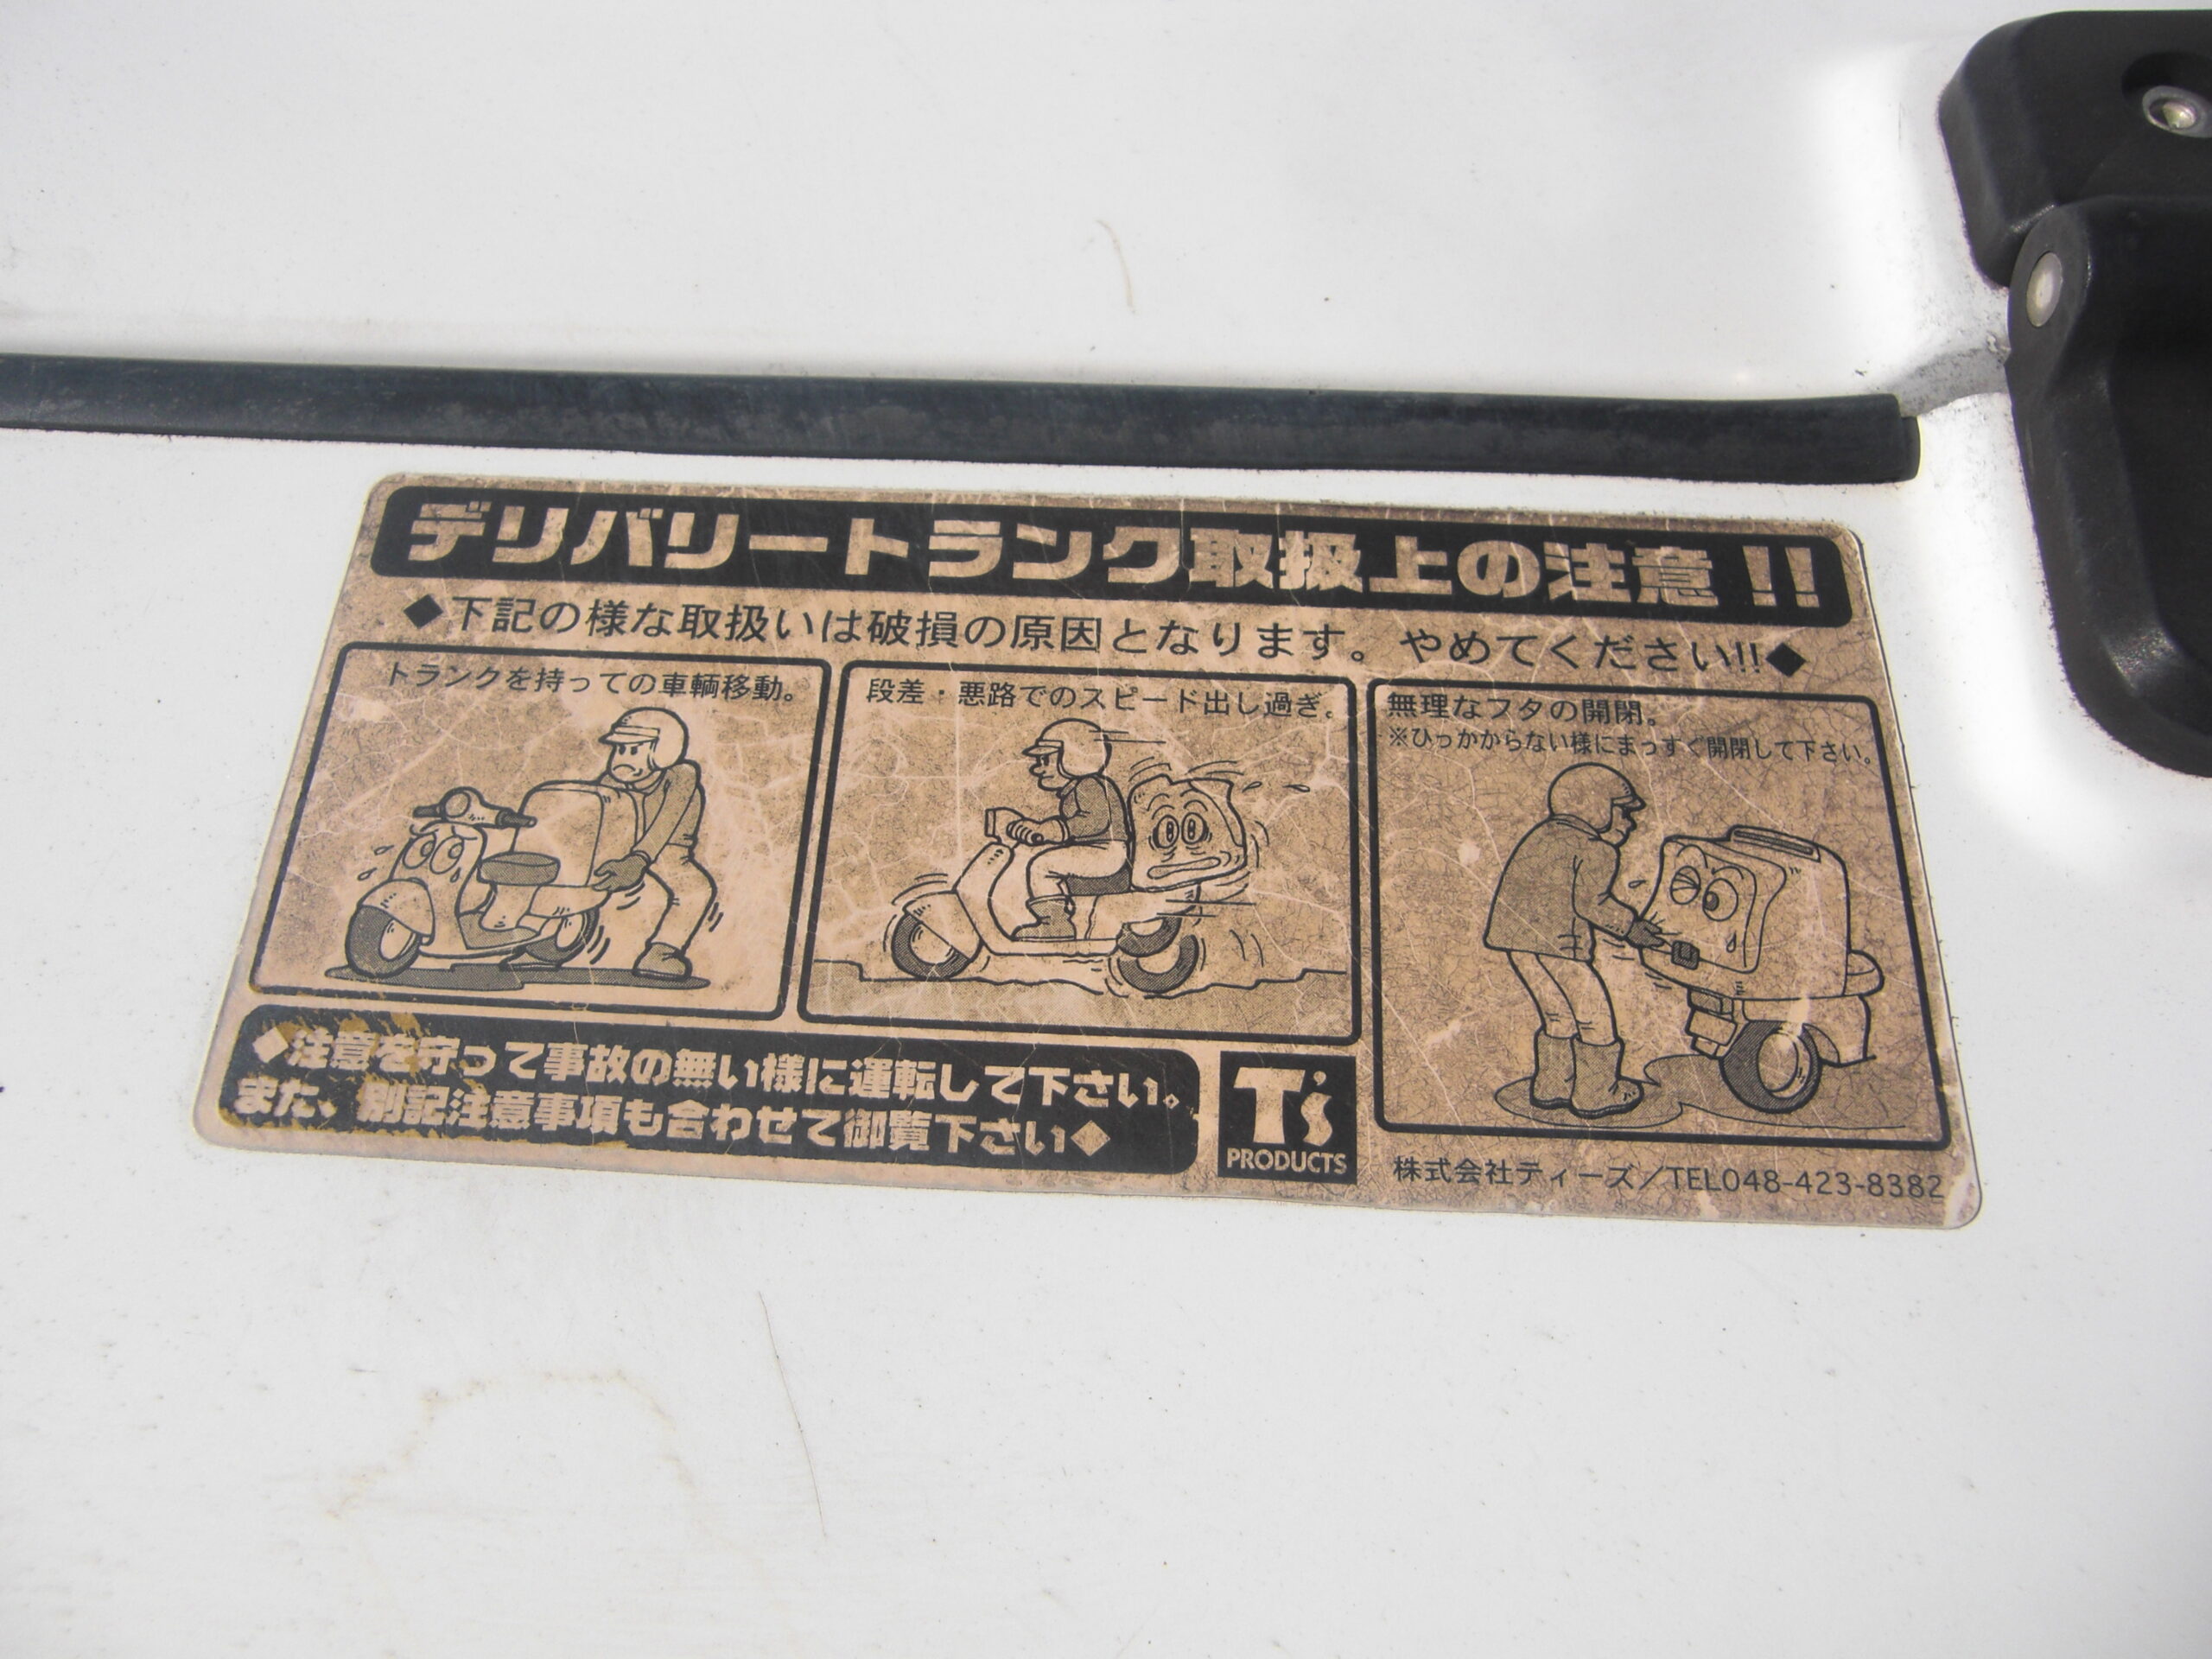 デリバリートランク取扱上の注意!!
◆下記の様な取扱いは破損の原因となります。やめてください!!◆
トランクを持っての車輌移動。
段差・悪路でのスピード出し過ぎ。
無理なフタの開閉。
※ひっかからない様にまっすぐ開閉して下さい。
◆注意を守って事故の無い様に運転して下さい。
また、別記注意事項も合わせて御覧下さい◆
T's
PRODUCTS
株式会社ティーズ/TEL048-423-8382